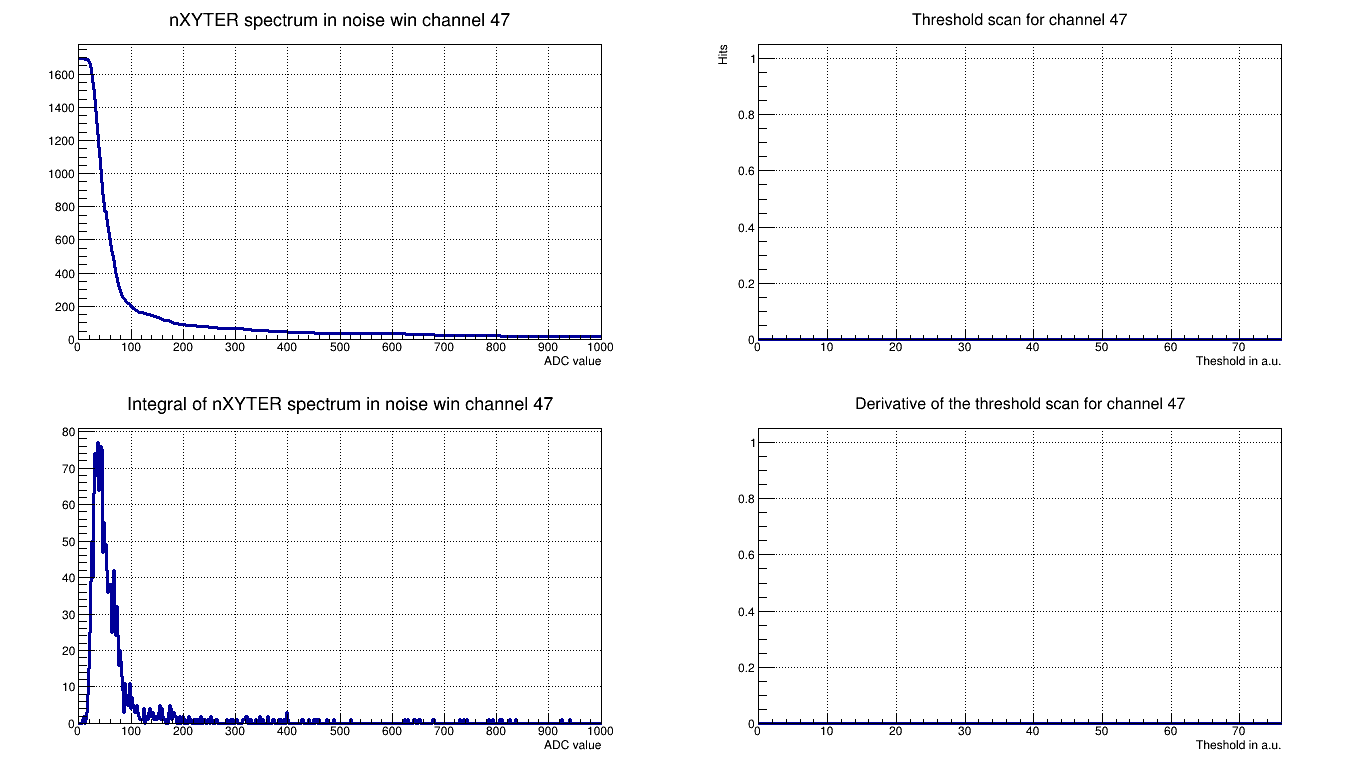 nXYTER spectrum in noise win channel 47
1600
1400
1200
1000
800
600
400
200
0
0 100 200 300 400 500 600 700 800 900 1000
ADC value
Threshold scan for channel 47
Hits
1
0.8
0.6
0.4
0.2
0
0 10 20 30 40 50 60 70
Theshold in a.u.
Integral of nXYTER spectrum in noise win channel 47
80
70
60
50
40
30
20
10
0
0 100 200 300 400 500 600 700 800 900 1000
ADC value
Derivative of the threshold scan for channel 47
1
0.8
0.6
0.4
0.2
0
0 10 20 30 40 50 60 70
Theshold in a.u.